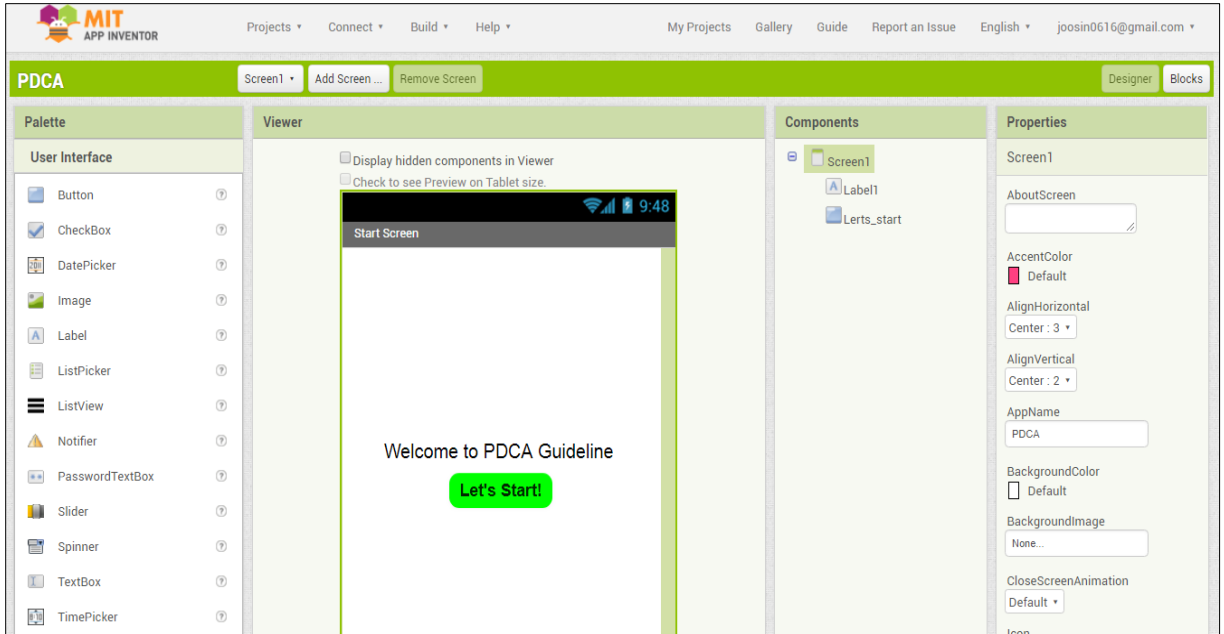 MIT
APP INVENTOR
Projects Connect Build Help My Projects Gallery Guide Report an Issue English joosin0616@gmail.com
PDCA Screen1 Add Screen ... Remove Screen Designer Blocks
Palette
User Interface
Button
CheckBox
DatePicker
Image
Label
ListPicker
ListView
Notifier
PasswordTextBox
Slider
Spinner
TextBox
TimePicker
Viewer
Display hidden components in Viewer
Check to see Preview on Tablet size.
9:48
Start Screen
Welcome to PDCA Guideline
Let's Start!
Components
Screen1
Label1
Lerts_start
Properties
Screen1
AboutScreen
AccentColor
Default
AlignHorizontal
Center : 3
AlignVertical
Center : 2
AppName
PDCA
BackgroundColor
Default
BackgroundImage
None...
CloseScreenAnimation
Default
Icon